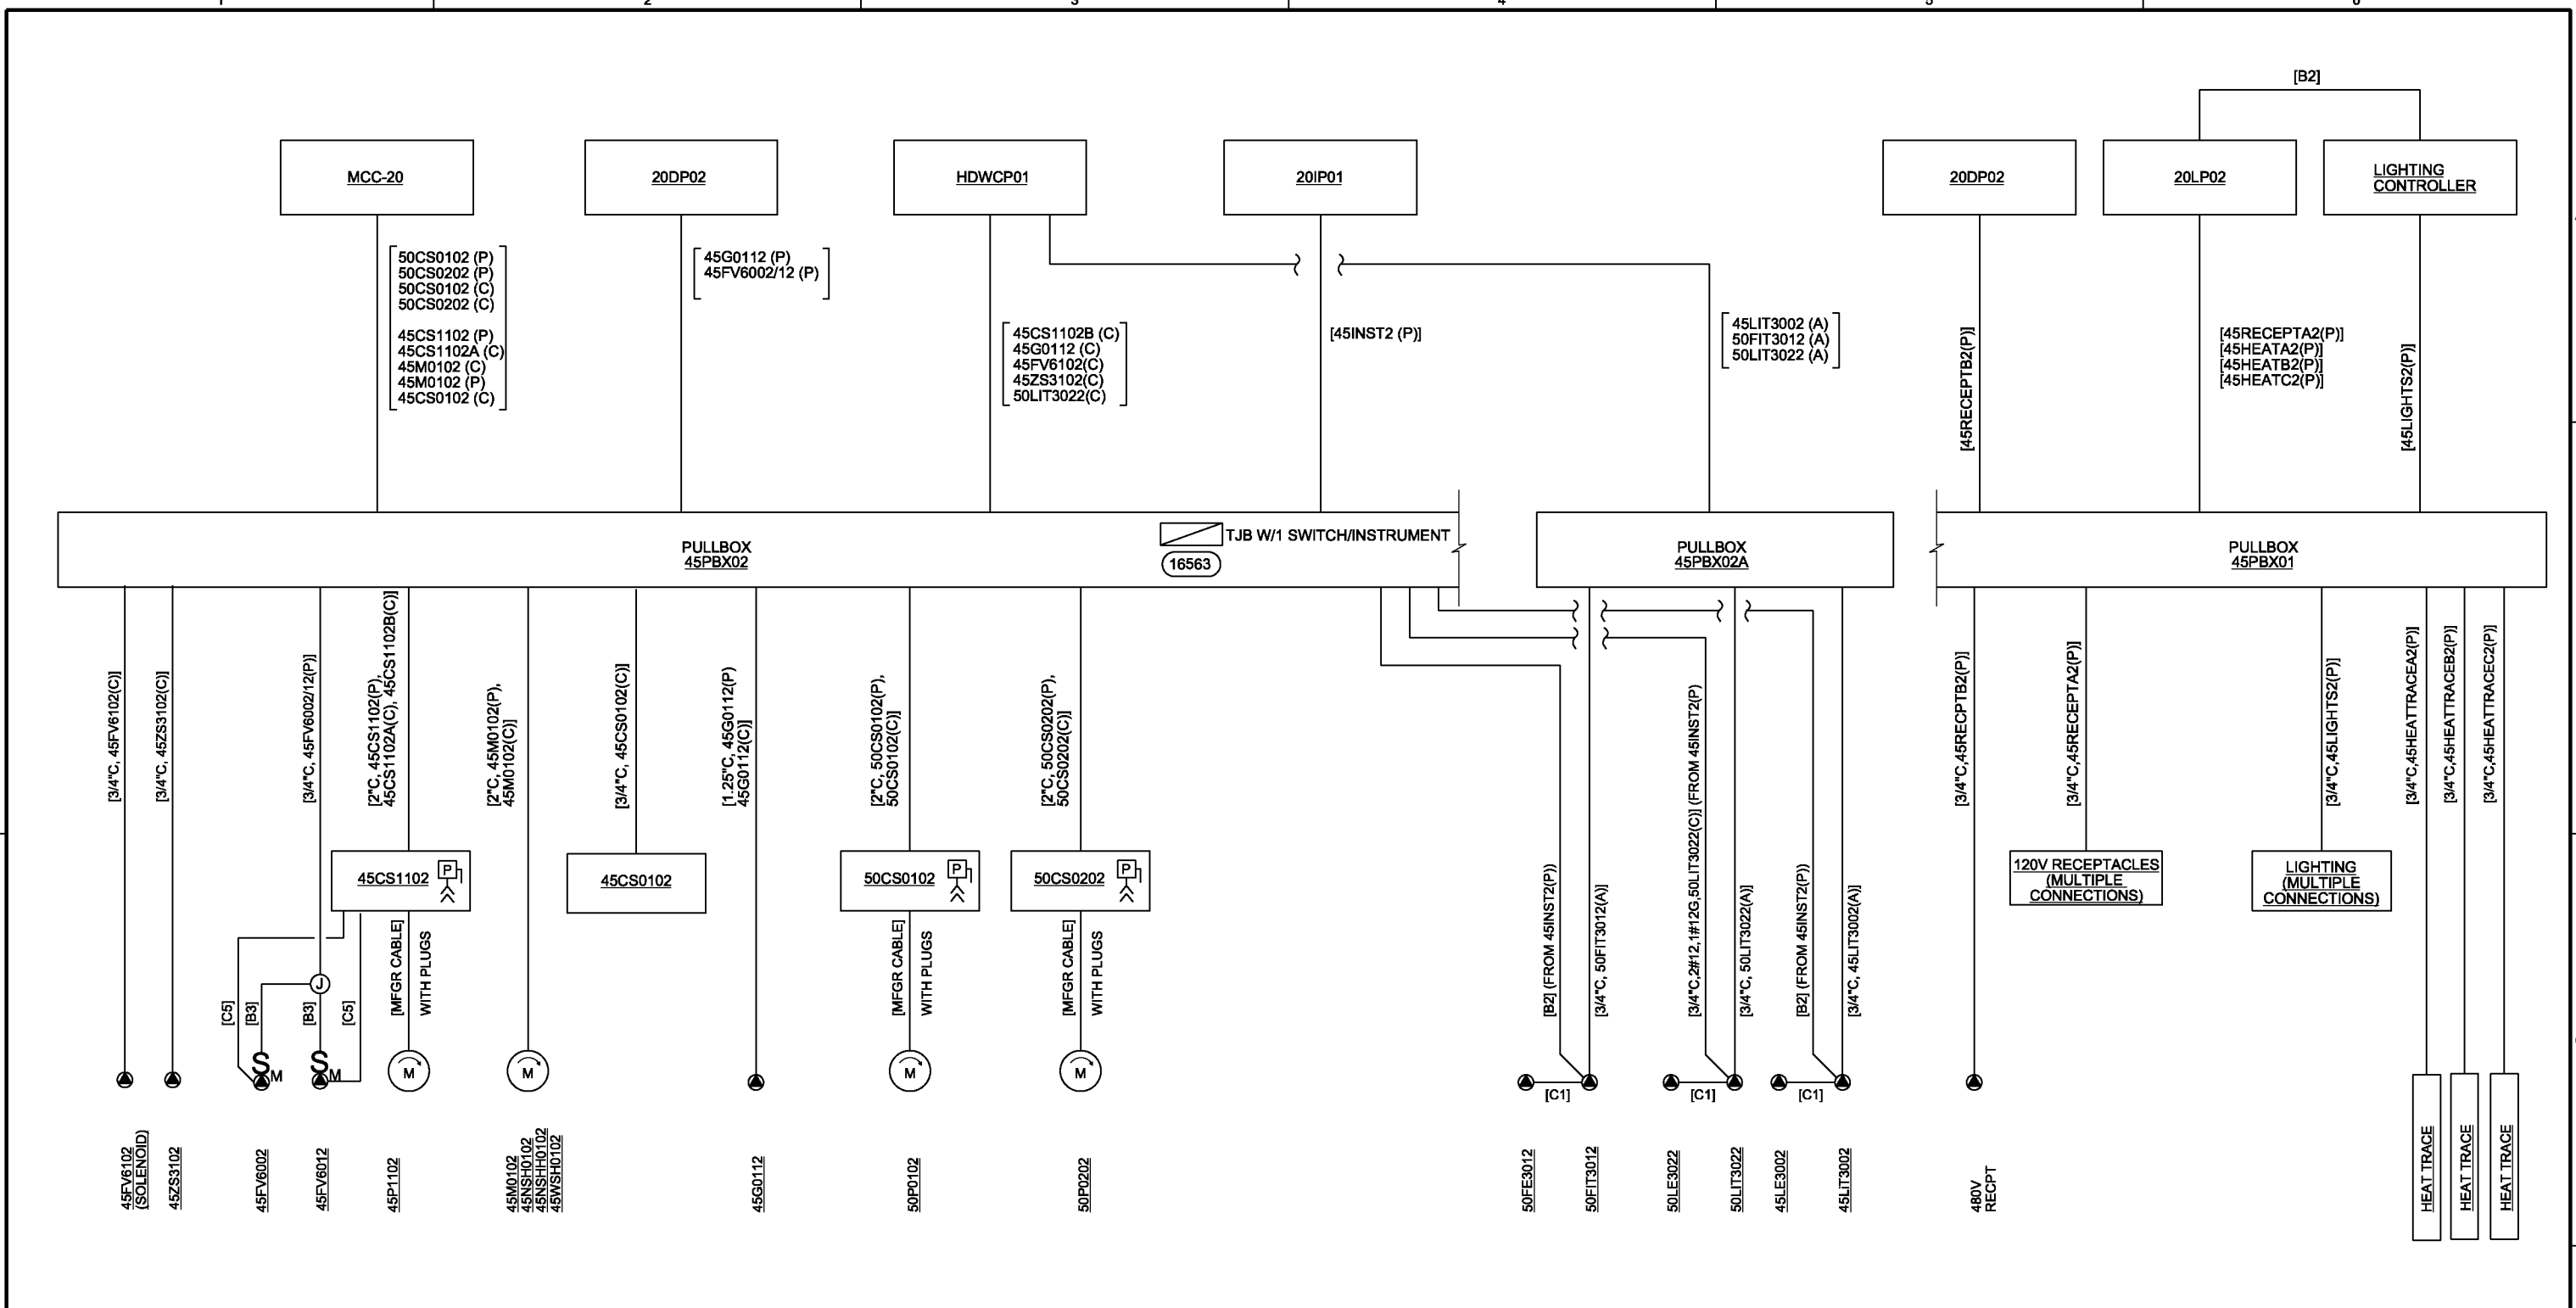 1 2 3 4 5 6
[B2]
MCC-20
20DP02
HDWCP01
20IP01
20DP02
20LP02
LIGHTING
CONTROLLER
50CS0102 (P)
50CS0202 (P)
50CS0102 (C)
50CS0202 (C)
45CS1102 (P)
45CS1102A (C)
45M0102 (C)
45M0102 (P)
45CS0102 (C)
45G0112 (P)
45FV6002/12 (P)
45CS1102B (C)
45G0112 (C)
45FV6102(C)
45ZS3102(C)
50LIT3022(C)
[45INST2 (P)]
45LIT3002 (A)
50FIT3012 (A)
50LIT3022 (A)
[45RECEPTB2(P)]
[45RECEPTA2(P)]
[45HEATA2(P)]
[45HEATB2(P)]
[45HEATC2(P)]
[45LIGHTS2(P)]
PULLBOX
45PBX02
TJB W/1 SWITCH/INSTRUMENT
16563
PULLBOX
45PBX02A
PULLBOX
45PBX01
[3/4"C, 45FV6102(C)]
[3/4"C, 45ZS3102(C)]
[3/4"C, 45FV6002/12(P)]
[2"C, 45CS1102(P),
45CS1102A(C), 45CS1102B(C)]
[2"C, 45M0102(P),
45M0102(C)]
[3/4"C, 45CS0102(C)]
[1.25"C, 45G0112(P)
45G0112(C)]
[2"C, 50CS0102(P),
50CS0102(C)]
[2"C, 50CS0202(P),
50CS0202(C)]
[B2] (FROM 45INST2(P))
[3/4"C, 50FIT3012(A)]
[3/4"C,2#12,1#12G,50LIT3022(C)] (FROM 45INST2(P)
[3/4"C, 50LIT3022(A)]
[B2] (FROM 45INST2(P))
[3/4"C, 45LIT3002(A)]
[3/4"C,45RECPTB2(P)]
[3/4"C,45RECEPTA2(P)]
[3/4"C,45LIGHTS2(P)]
[3/4"C,45HEATTRACEA2(P)]
[3/4"C,45HEATTRACEB2(P)]
[3/4"C,45HEATTRACEC2(P)]
45CS1102
P
45CS0102
50CS0102
P
50CS0202
P
120V RECEPTACLES
(MULTIPLE
CONNECTIONS)
LIGHTING
(MULTIPLE
CONNECTIONS)
J
[C5]
[B3]
[B3]
[C5]
[MFGR CABLE]
WITH PLUGS
[MFGR CABLE]
WITH PLUGS
[MFGR CABLE]
WITH PLUGS
S
M
S
M
M
M
M
M
[C1]
[C1]
[C1]
45FV6102
(SOLENOID)
45ZS3102
45FV6002
45FV6012
45P1102
45M0102
45NSH0102
45NSHH0102
45WSH0102
45G0112
50P0102
50P0202
50FE3012
50FIT3012
50LE3022
50LIT3022
45LE3002
45LIT3002
480V
RECPT
HEAT TRACE
HEAT TRACE
HEAT TRACE